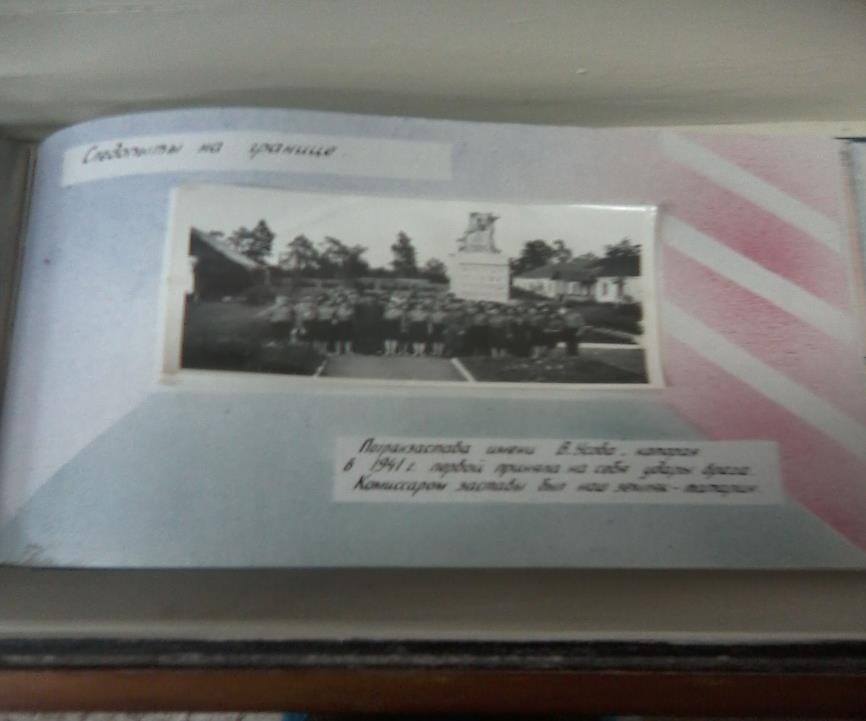 Следопыты на границе.
Погранзастава имени В. Усова, которая
в 1941 г. первой приняла на себя удары врага.
Комиссаром заставы был наш земляк - татарин.